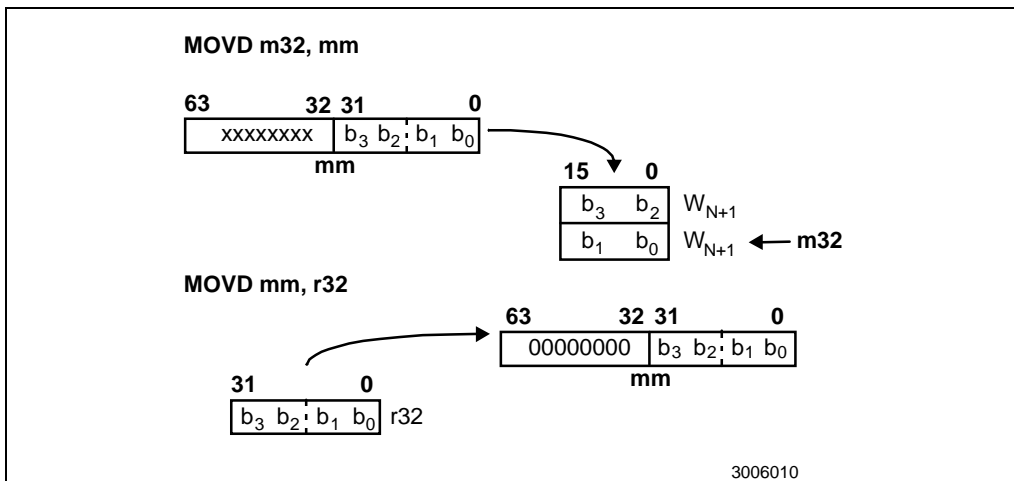 MOVD m32, mm
63 32 31 0
xxxxxxxx b3 b2 b1 b0
mm
15 0
b3 b2 WN+1
b1 b0 WN+1 m32
MOVD mm, r32
63 32 31 0
00000000 b3 b2 b1 b0
mm
31 0
b3 b2 b1 b0 r32
3006010